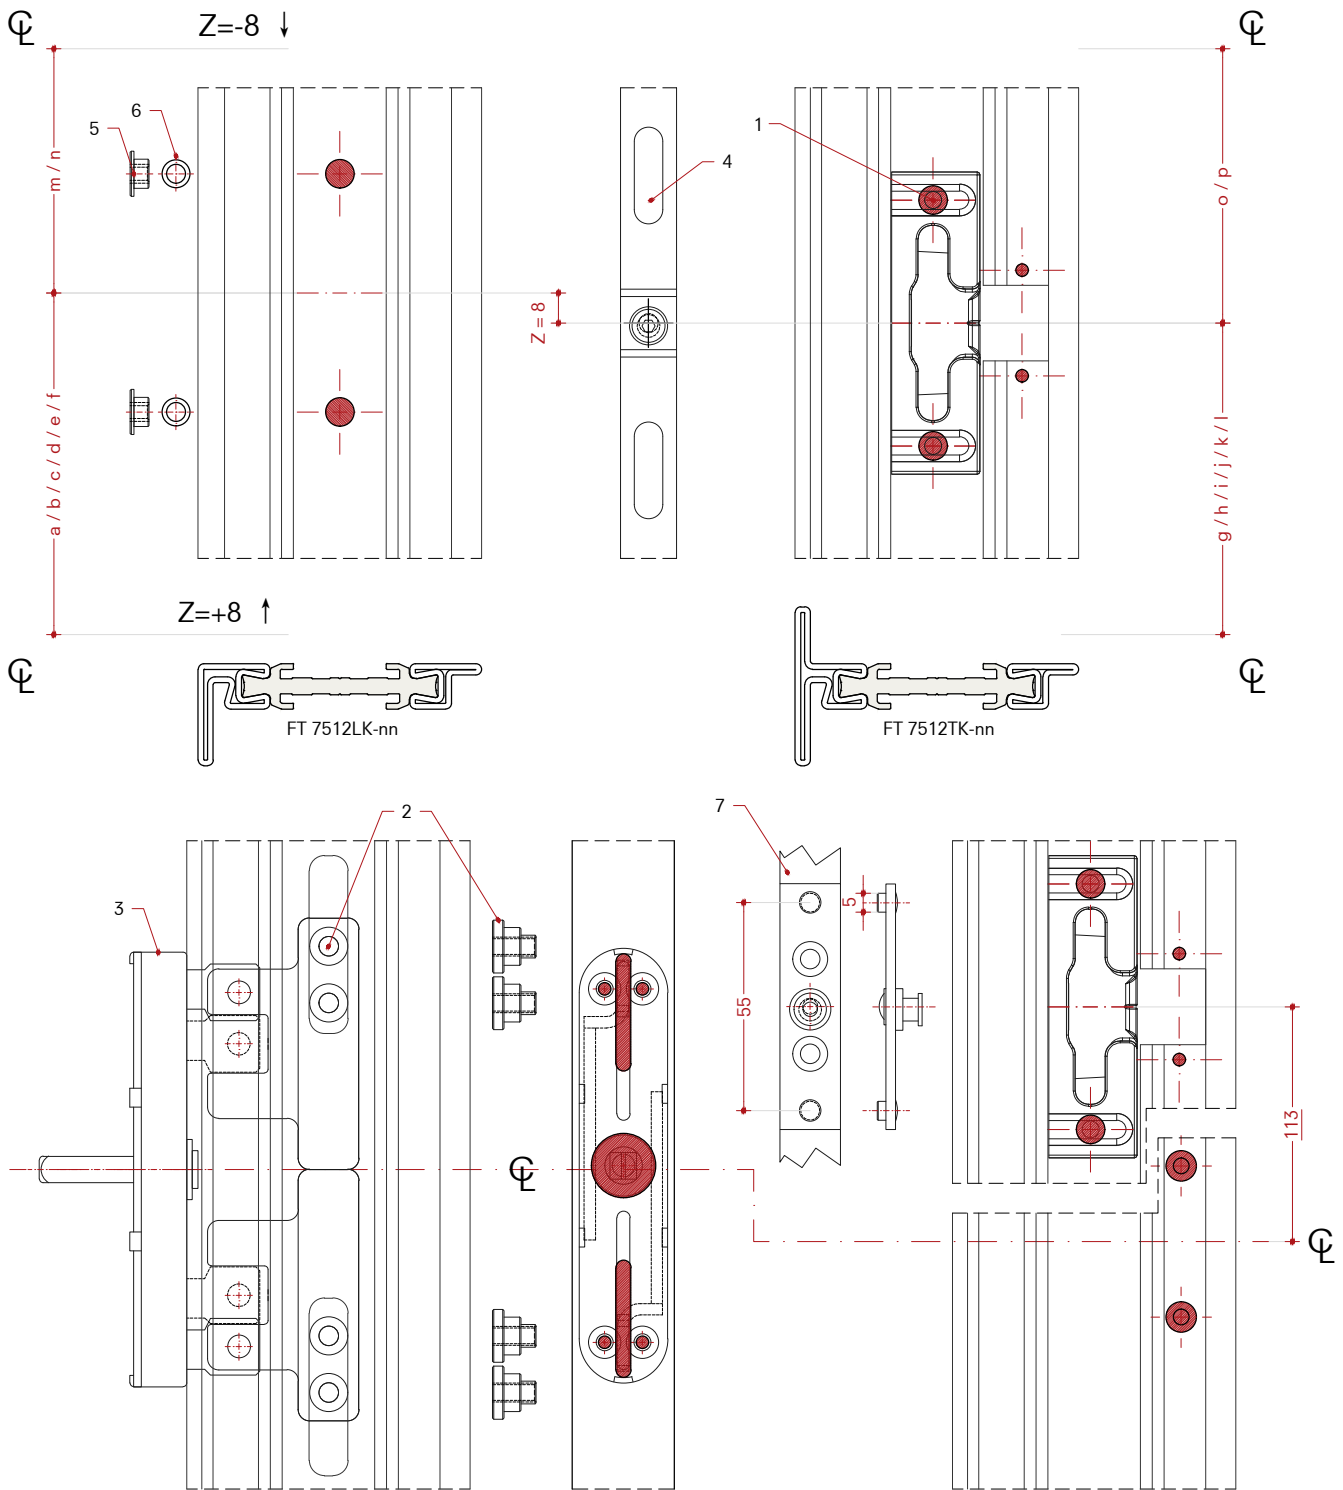 ℄ Z=-8 ↓ ℄
6
5
1
4
m / n
o / p
Z = 8
a / b / c / d / e / f
g / h / i / j / k / l
Z=+8 ↑
℄ ℄
FT 7512LK-nn FT 7512TK-nn
2
7
3
5
55
113
℄
℄